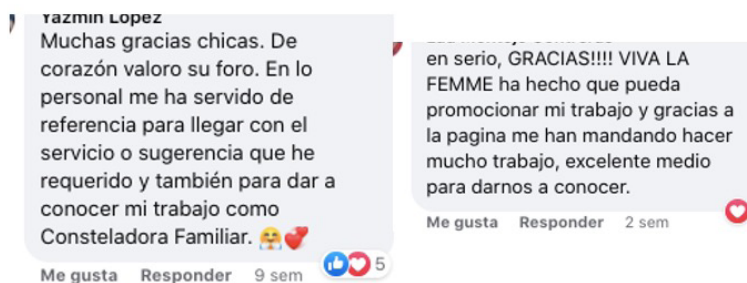 Yazmin Lopez
Muchas gracias chicas. De
corazón valoro su foro. En lo
personal me ha servido de
referencia para llegar con el
servicio o sugerencia que he
requerido y también para dar a
conocer mi trabajo como
Consteladora Familiar. 🤗💕
Me gusta Responder 9 sem
5
en serio, GRACIAS!!!! VIVA LA
FEMME ha hecho que pueda
promocionar mi trabajo y gracias a
la pagina me han mandando hacer
mucho trabajo, excelente medio
para darnos a conocer.
Me gusta Responder 2 sem